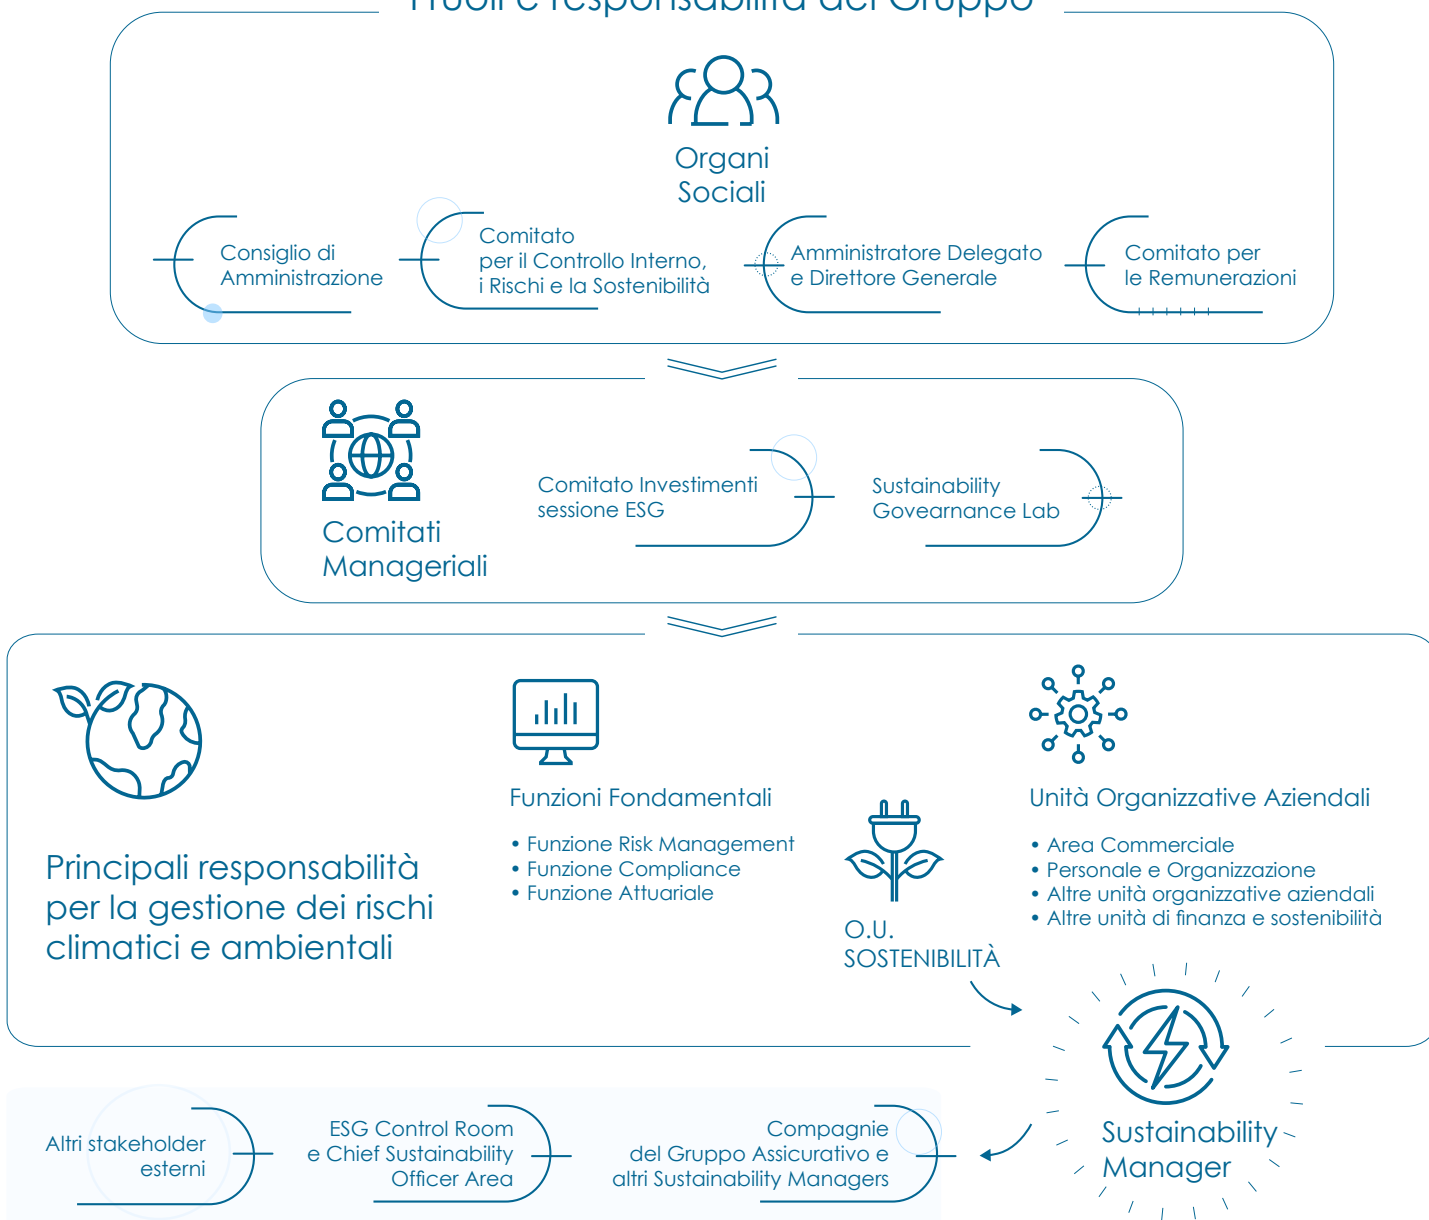 I ruoli e responsabilità del Gruppo
Organi
Sociali
Consiglio di
Amministrazione
Comitato
per il Controllo Interno,
i Rischi e la Sostenibilità
Amministratore Delegato
e Direttore Generale
Comitato per
le Remunerazioni
Comitati
Manageriali
Comitato Investimenti
sessione ESG
Sustainability
Govearnance Lab
Principali responsabilità
per la gestione dei rischi
climatici e ambientali
Funzioni Fondamentali
• Funzione Risk Management
• Funzione Compliance
• Funzione Attuariale
O.U.
SOSTENIBILITÀ
Unità Organizzative Aziendali
• Area Commerciale
• Personale e Organizzazione
• Altre unità organizzative aziendali
• Altre unità di finanza e sostenibilità
Sustainability
Manager
Altri stakeholder
esterni
ESG Control Room
e Chief Sustainability
Officer Area
Compagnie
del Gruppo Assicurativo e
altri Sustainability Managers